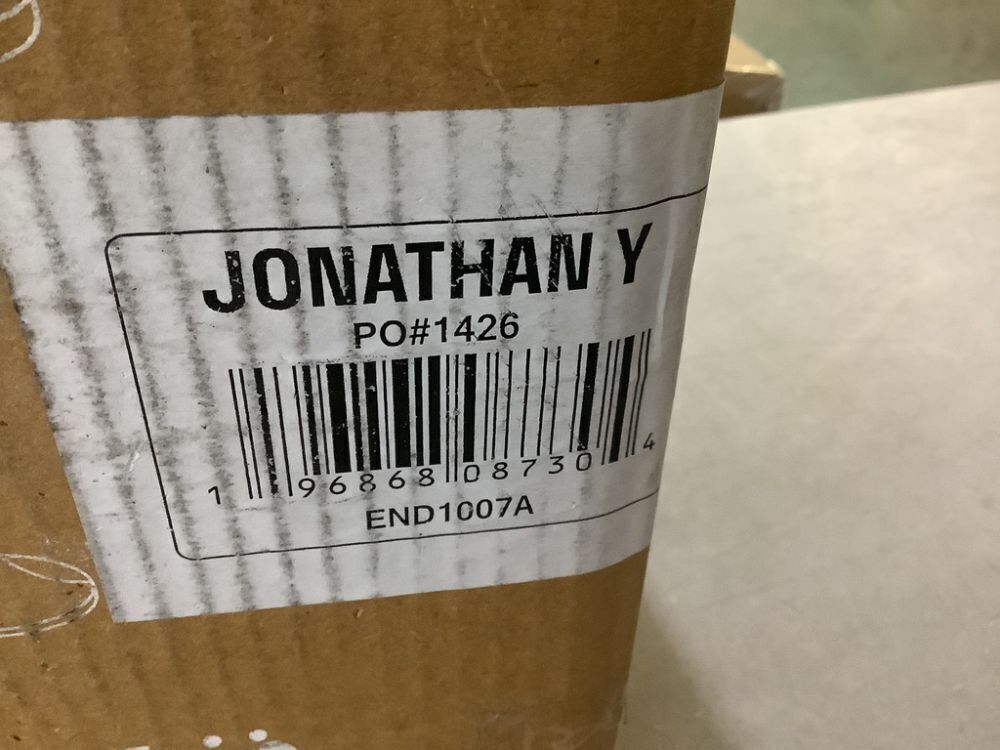 JONATHAN Y
PO#1426
1 96868 08730 4
END1007A